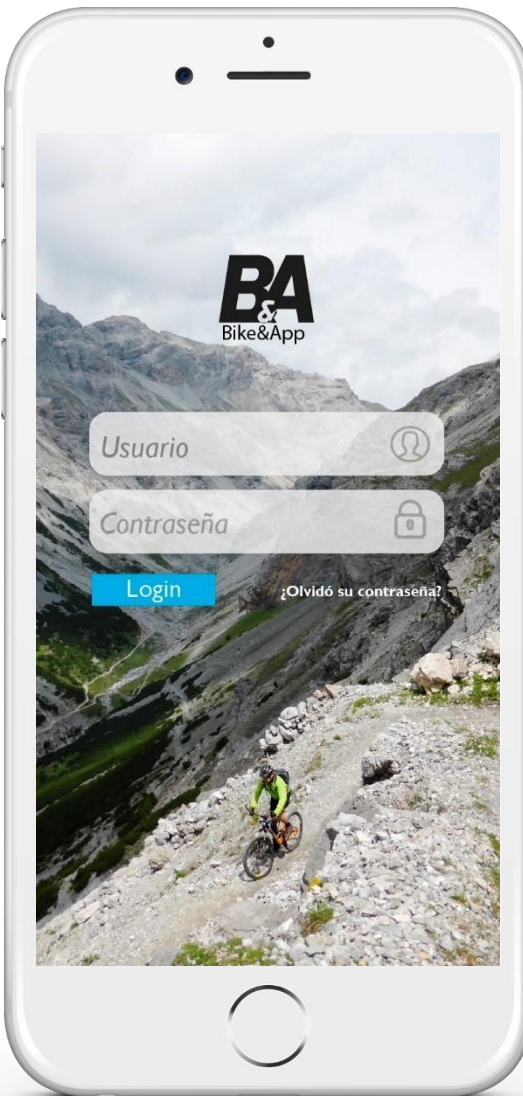 B&A
Bike&App
Usuario
Contraseña
Login
¿Olvidó su contraseña?